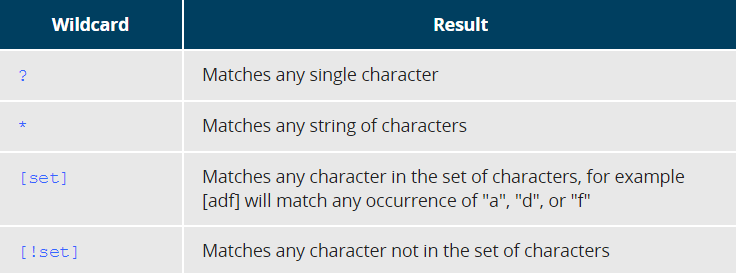 Wildcard Result
? Matches any single character
* Matches any string of characters
[set] Matches any character in the set of characters, for example
[adf] will match any occurrence of "a", "d", or "f"
[!set] Matches any character not in the set of characters